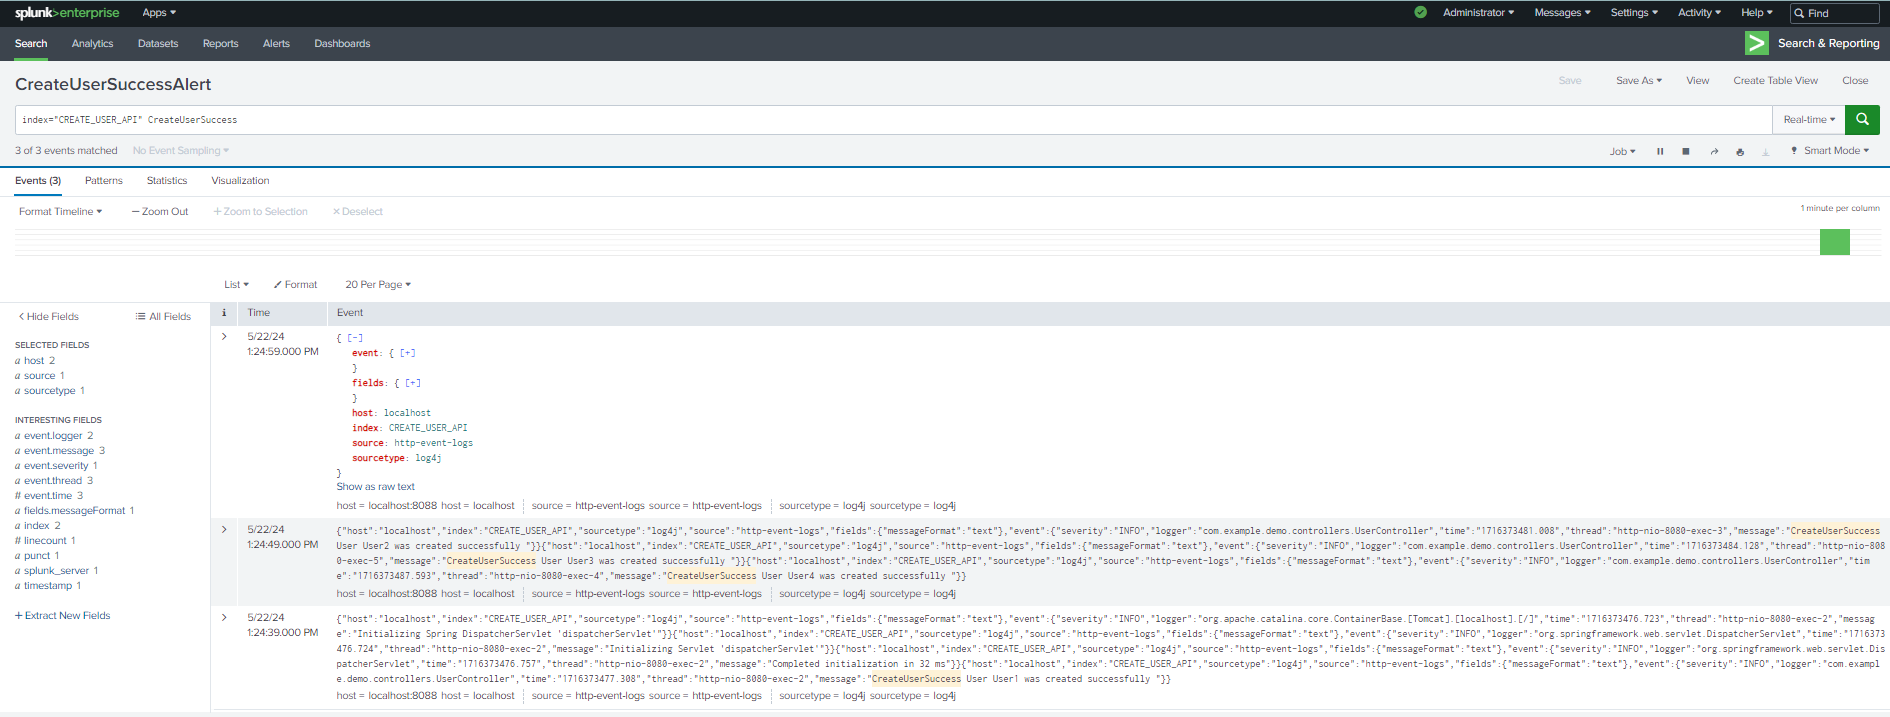 splunk>enterprise Apps Administrator Messages Settings Activity Help Find
Search Analytics Datasets Reports Alerts Dashboards Search & Reporting
CreateUserSuccessAlert Save Save As View Create Table View Close
index="CREATE_USER_API" CreateUserSuccess Real-time
3 of 3 events matched No Event Sampling Job Smart Mode
Events (3) Patterns Statistics Visualization
Format Timeline — Zoom Out + Zoom to Selection × Deselect 1 minute per column
List Format 20 Per Page
< Hide Fields All Fields
SELECTED FIELDS
a host 2
a source 1
a sourcetype 1
INTERESTING FIELDS
a event.logger 2
a event.message 3
a event.severity 1
a event.thread 3
# event.time 3
a fields.messageFormat 1
a index 2
# linecount 1
a punct 1
a splunk_server 1
a timestamp 1
+ Extract New Fields
i Time Event
> 5/22/24
1:24:59.000 PM
{ [-]
event: { [+]
}
fields: { [+]
}
host: localhost
index: CREATE_USER_API
source: http-event-logs
sourcetype: log4j
}
Show as raw text
host = localhost:8088 host = localhost source = http-event-logs source = http-event-logs sourcetype = log4j sourcetype = log4j
> 5/22/24
1:24:49.000 PM
{"host":"localhost","index":"CREATE_USER_API","sourcetype":"log4j","source":"http-event-logs","fields":{"messageFormat":"text"},"event":{"severity":"INFO","logger":"com.example.demo.controllers.UserController","time":"1716373481.008","thread":"http-nio-8080-exec-3","message":"CreateUserSuccess
User User2 was created successfully "}}{"host":"localhost","index":"CREATE_USER_API","sourcetype":"log4j","source":"http-event-logs","fields":{"messageFormat":"text"},"event":{"severity":"INFO","logger":"com.example.demo.controllers.UserController","time":"1716373484.128","thread":"http-nio-808
0-exec-5","message":"CreateUserSuccess User User3 was created successfully "}}{"host":"localhost","index":"CREATE_USER_API","sourcetype":"log4j","source":"http-event-logs","fields":{"messageFormat":"text"},"event":{"severity":"INFO","logger":"com.example.demo.controllers.UserController","tim
e":"1716373487.593","thread":"http-nio-8080-exec-4","message":"CreateUserSuccess User User4 was created successfully "}}
host = localhost:8088 host = localhost source = http-event-logs source = http-event-logs sourcetype = log4j sourcetype = log4j
> 5/22/24
1:24:39.000 PM
{"host":"localhost","index":"CREATE_USER_API","sourcetype":"log4j","source":"http-event-logs","fields":{"messageFormat":"text"},"event":{"severity":"INFO","logger":"org.apache.catalina.core.ContainerBase.[Tomcat].[localhost].[/]","time":"1716373476.723","thread":"http-nio-8080-exec-2","messag
e":"Initializing Spring DispatcherServlet 'dispatcherServlet'"}}{"host":"localhost","index":"CREATE_USER_API","sourcetype":"log4j","source":"http-event-logs","fields":{"messageFormat":"text"},"event":{"severity":"INFO","logger":"org.springframework.web.servlet.DispatcherServlet","time":"1716373
476.724","thread":"http-nio-8080-exec-2","message":"Initializing Servlet 'dispatcherServlet'"}}{"host":"localhost","index":"CREATE_USER_API","sourcetype":"log4j","source":"http-event-logs","fields":{"messageFormat":"text"},"event":{"severity":"INFO","logger":"org.springframework.web.servlet.Dis
patcherServlet","time":"1716373476.757","thread":"http-nio-8080-exec-2","message":"Completed initialization in 32 ms"}}{"host":"localhost","index":"CREATE_USER_API","sourcetype":"log4j","source":"http-event-logs","fields":{"messageFormat":"text"},"event":{"severity":"INFO","logger":"com.exampl
e.demo.controllers.UserController","time":"1716373477.308","thread":"http-nio-8080-exec-2","message":"CreateUserSuccess User User1 was created successfully "}}
host = localhost:8088 host = localhost source = http-event-logs source = http-event-logs sourcetype = log4j sourcetype = log4j